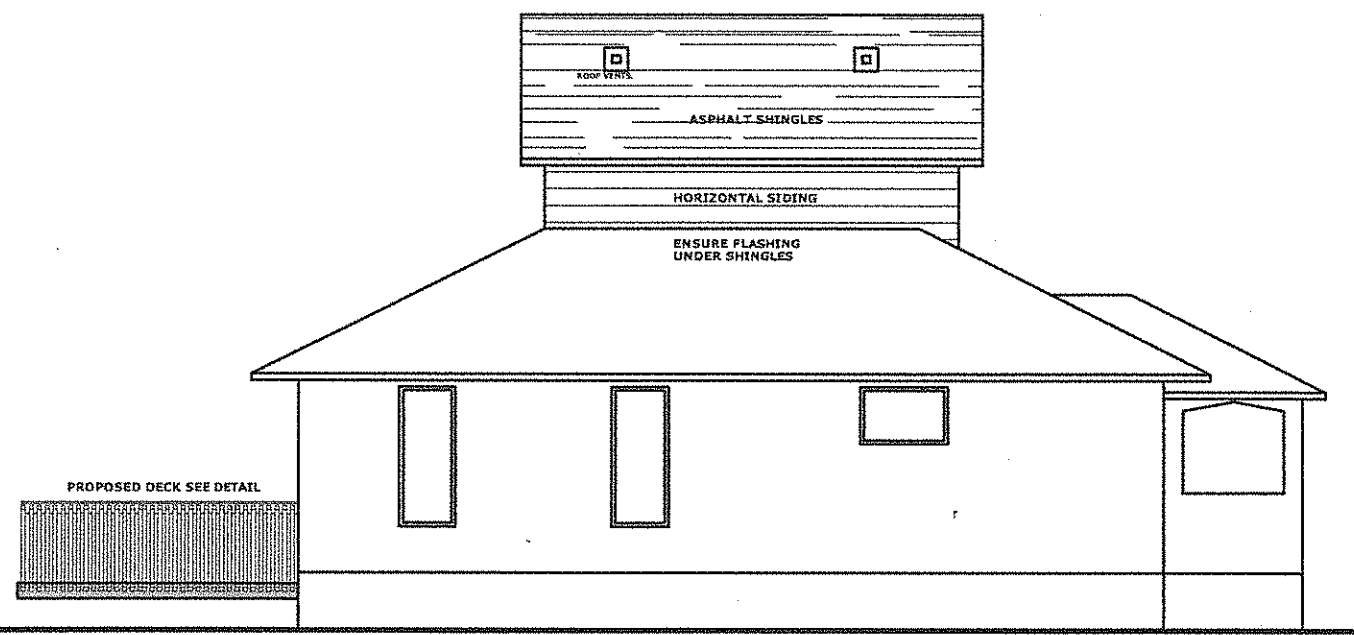 ROOF VENTS.
ASPHALT SHINGLES
HORIZONTAL SIDING
ENSURE FLASHING
UNDER SHINGLES
PROPOSED DECK SEE DETAIL